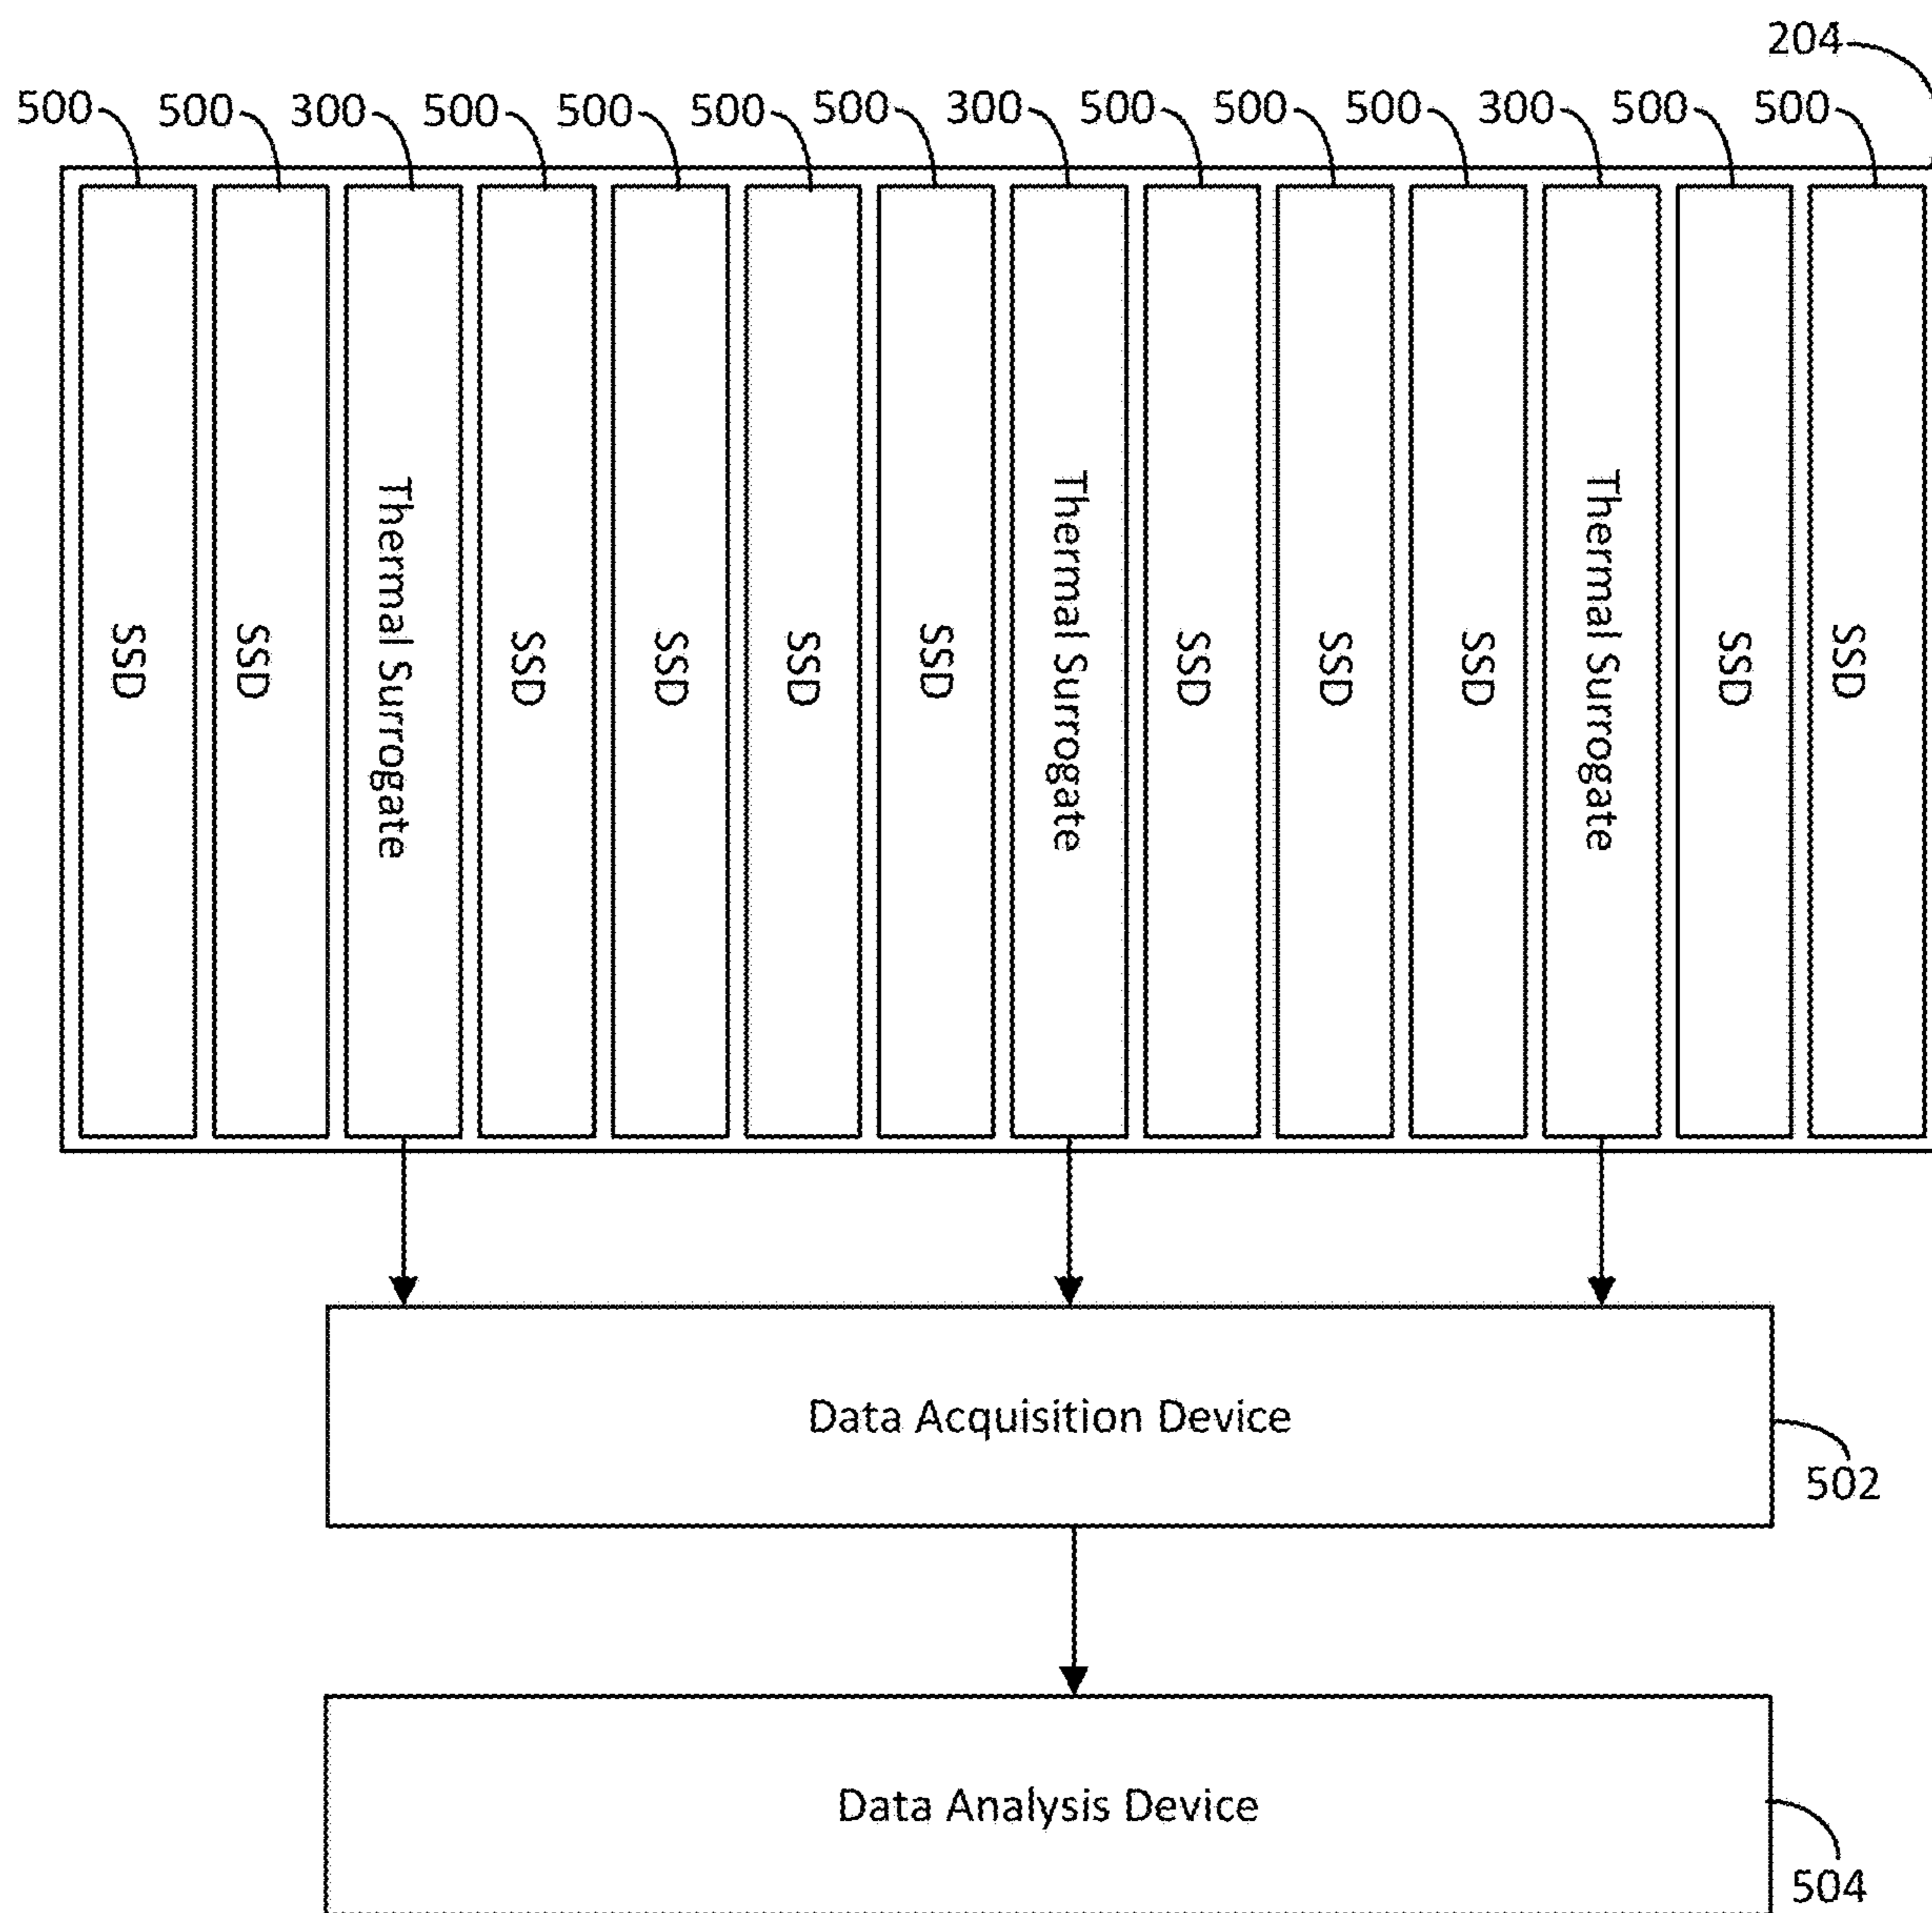 204
500 500 300 500 500 500 500 300 500 500 500 300 500 500
SSD
SSD
Thermal Surrogate
SSD
SSD
SSD
SSD
Thermal Surrogate
SSD
SSD
SSD
Thermal Surrogate
SSD
SSD
Data Acquisition Device
502
Data Analysis Device
504